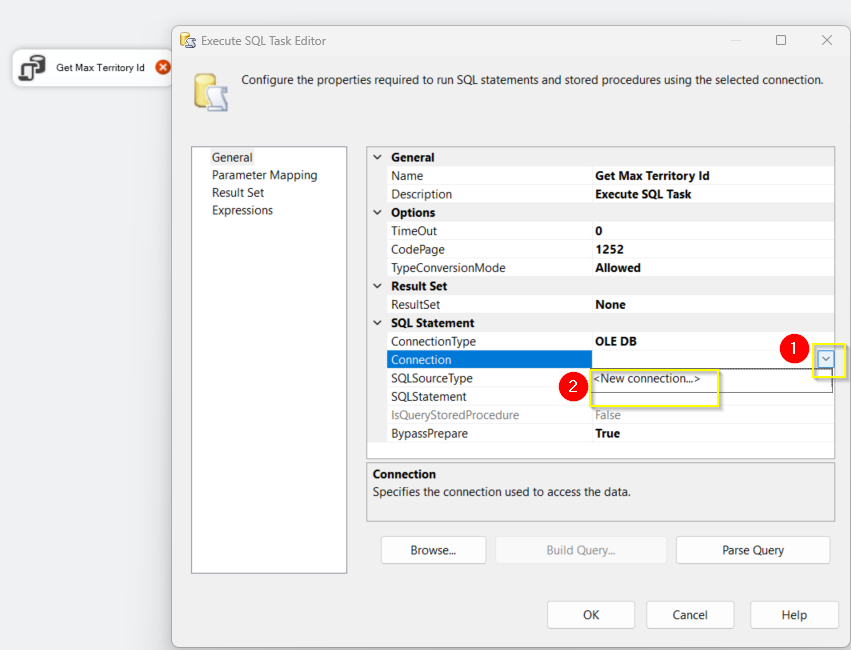 Execute SQL Task Editor
Get Max Territory Id
Configure the properties required to run SQL statements and stored procedures using the selected connection.
General
Parameter Mapping
Result Set
Expressions
General
Name Get Max Territory Id
Description Execute SQL Task
Options
TimeOut 0
CodePage 1252
TypeConversionMode Allowed
Result Set
ResultSet None
SQL Statement
ConnectionType OLE DB
1
Connection
SQLSourceType <New connection...>
2
SQLStatement
IsQueryStoredProcedure False
BypassPrepare True
Connection
Specifies the connection used to access the data.
Browse... Build Query... Parse Query
OK Cancel Help